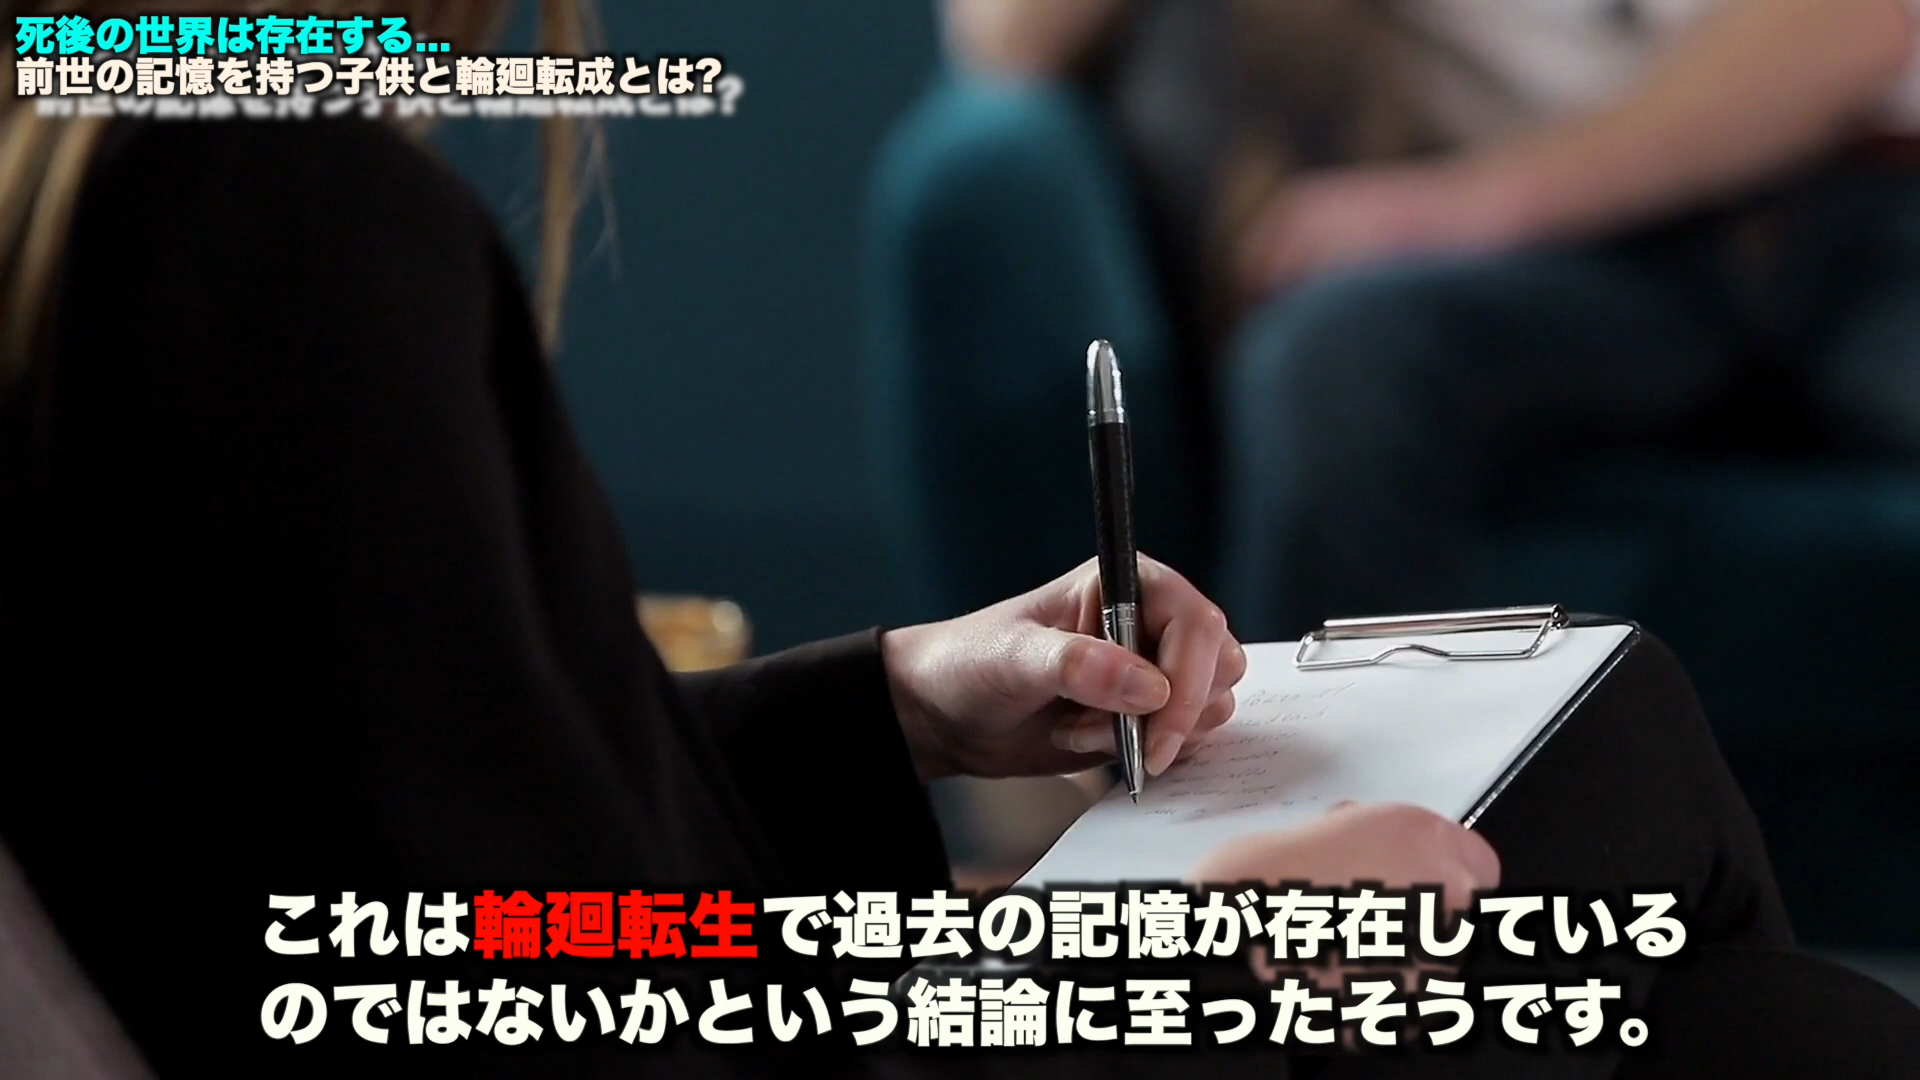 死後の世界は存在する...
前世の記憶を持つ子供と輪廻転成とは?
これは輪廻転生で過去の記憶が存在している
のではないかという結論に至ったそうです。